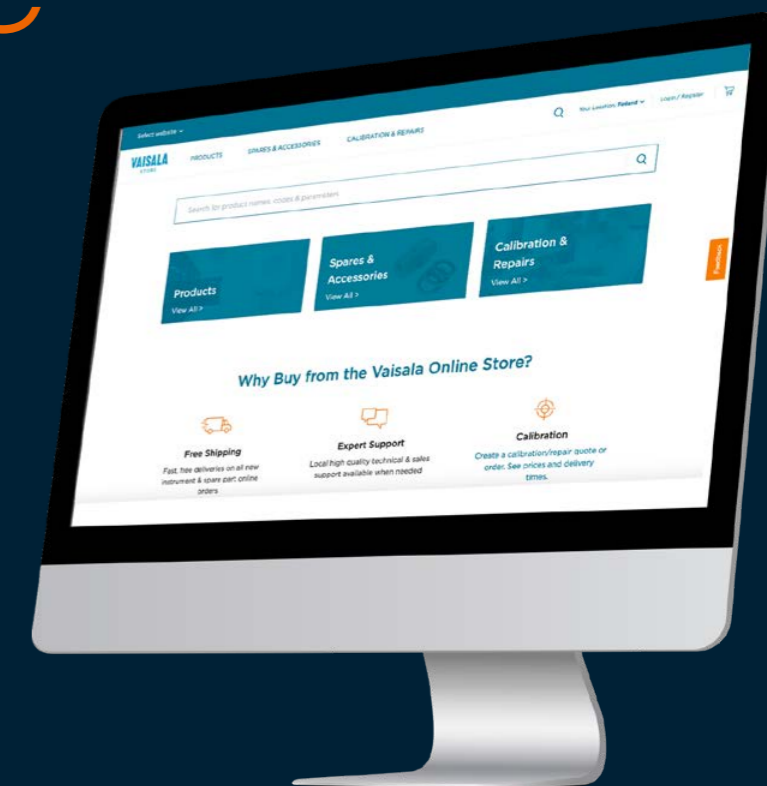 Select website
VAISALA
STORE
PRODUCTS
SPARES & ACCESSORIES
CALIBRATION & REPAIRS
Your Location: Finland
Login / Register
Search for product names, codes & parameters
Products
View All >
Spares &
Accessories
View All >
Calibration &
Repairs
View All >
Feedback
Why Buy from the Vaisala Online Store?
Free Shipping
Fast, free deliveries on all new
instrument & spare part online
orders
Expert Support
Local high quality technical & sales
support available when needed
Calibration
Create a calibration/repair quote or
order. See prices and delivery
times.